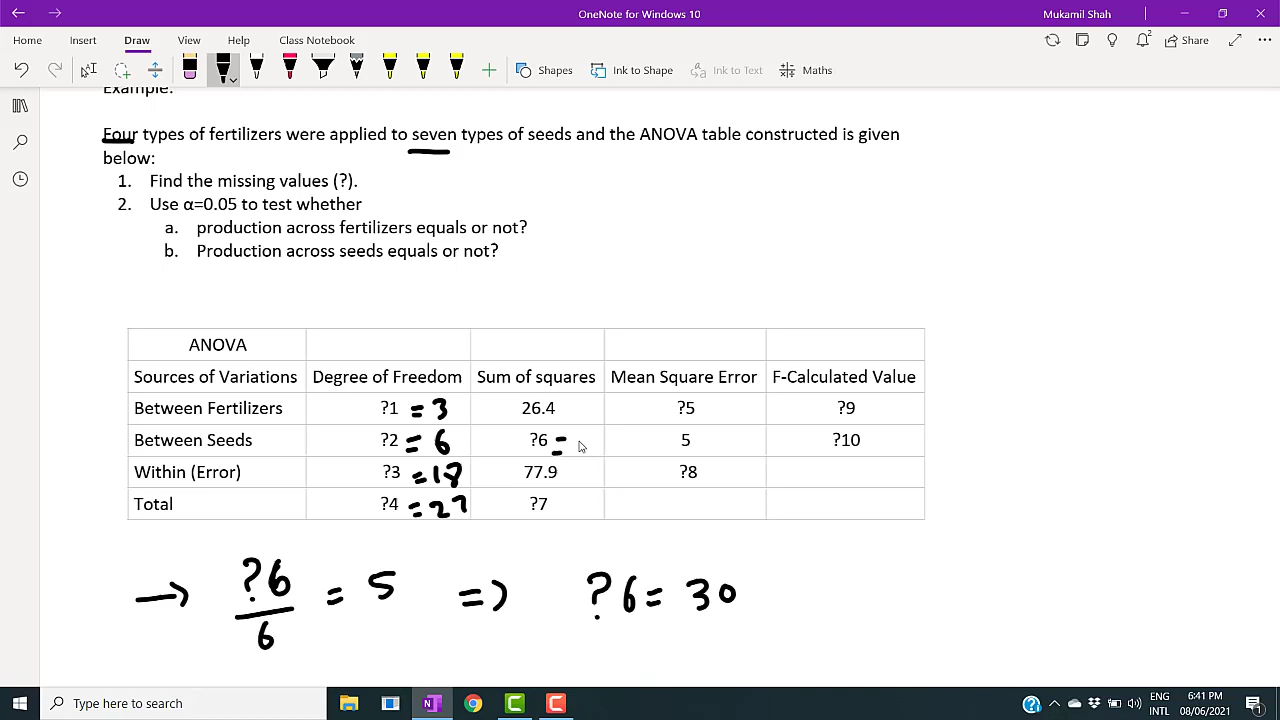 OneNote for Windows 10
Mukamil Shah
Home Insert Draw View Help Class Notebook
Share
Shapes Ink to Shape Ink to Text Maths
Example:
Four types of fertilizers were applied to seven types of seeds and the ANOVA table constructed is given
below:
1. Find the missing values (?).
2. Use α=0.05 to test whether
a. production across fertilizers equals or not?
b. Production across seeds equals or not?
ANOVA
Sources of Variations Degree of Freedom Sum of squares Mean Square Error F-Calculated Value
Between Fertilizers ?1 = 3 26.4 ?5 ?9
Between Seeds ?2 = 6 ?6 = 5 ?10
Within (Error) ?3 = 18 77.9 ?8
Total ?4 = 27 ?7
→ ?6/6 = 5 => ?6 = 30
Type here to search
ENG
INTL
6:41 PM
08/06/2021